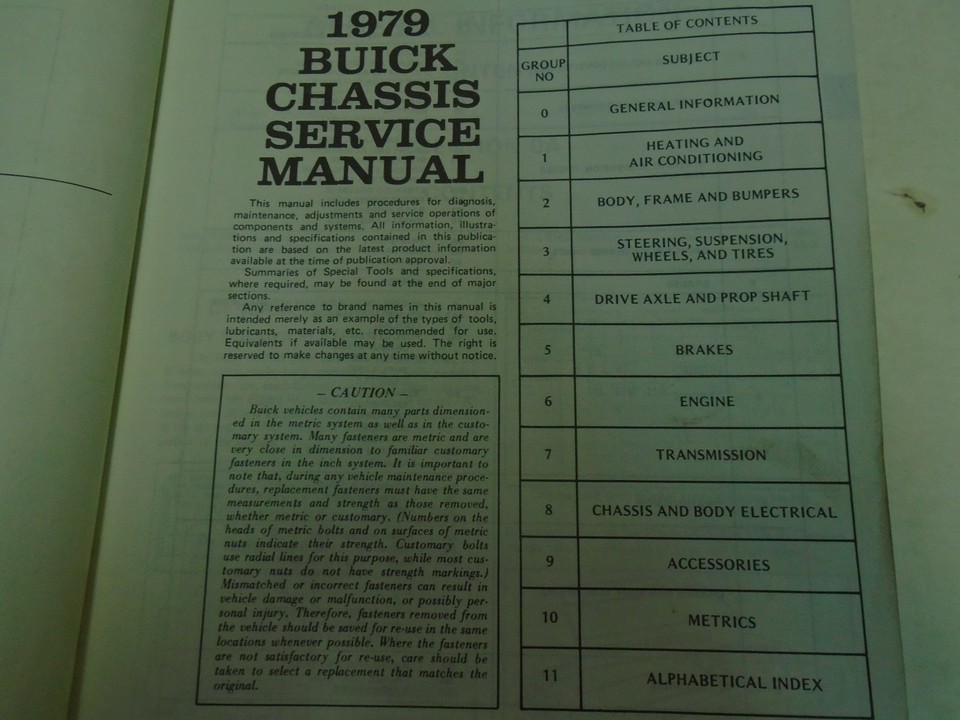 1979
BUICK
CHASSIS
SERVICE
MANUAL
This manual includes procedures for diagnosis,
maintenance, adjustments and service operations of
components and systems. All information, illustra-
tions and specifications contained in this publica-
tion are based on the latest product information
available at the time of publication approval.
Summaries of Special Tools and specifications,
where required, may be found at the end of major
sections.
Any reference to brand names in this manual is
intended merely as an example of the types of tools,
lubricants, materials, etc. recommended for use.
Equivalents if available may be used. The right is
reserved to make changes at any time without notice.
– CAUTION –
Buick vehicles contain many parts dimension-
ed in the metric system as well as in the custo-
mary system. Many fasteners are metric and are
very close in dimension to familiar customary
fasteners in the inch system. It is important to
note that, during any vehicle maintenance proce-
dures, replacement fasteners must have the same
measurements and strength as those removed,
whether metric or customary. (Numbers on the
heads of metric bolts and on surfaces of metric
nuts indicate their strength. Customary bolts
use radial lines for this purpose, while most cus-
tomary nuts do not have strength markings.)
Mismatched or incorrect fasteners can result in
vehicle damage or malfunction, or possibly per-
sonal injury. Therefore, fasteners removed from
the vehicle should be saved for re-use in the same
locations whenever possible. Where the fasteners
are not satisfactory for re-use, care should be
taken to select a replacement that matches the
original.
TABLE OF CONTENTS
GROUP NO SUBJECT
0 GENERAL INFORMATION
1 HEATING AND
AIR CONDITIONING
2 BODY, FRAME AND BUMPERS
3 STEERING, SUSPENSION,
WHEELS, AND TIRES
4 DRIVE AXLE AND PROP SHAFT
5 BRAKES
6 ENGINE
7 TRANSMISSION
8 CHASSIS AND BODY ELECTRICAL
9 ACCESSORIES
10 METRICS
11 ALPHABETICAL INDEX